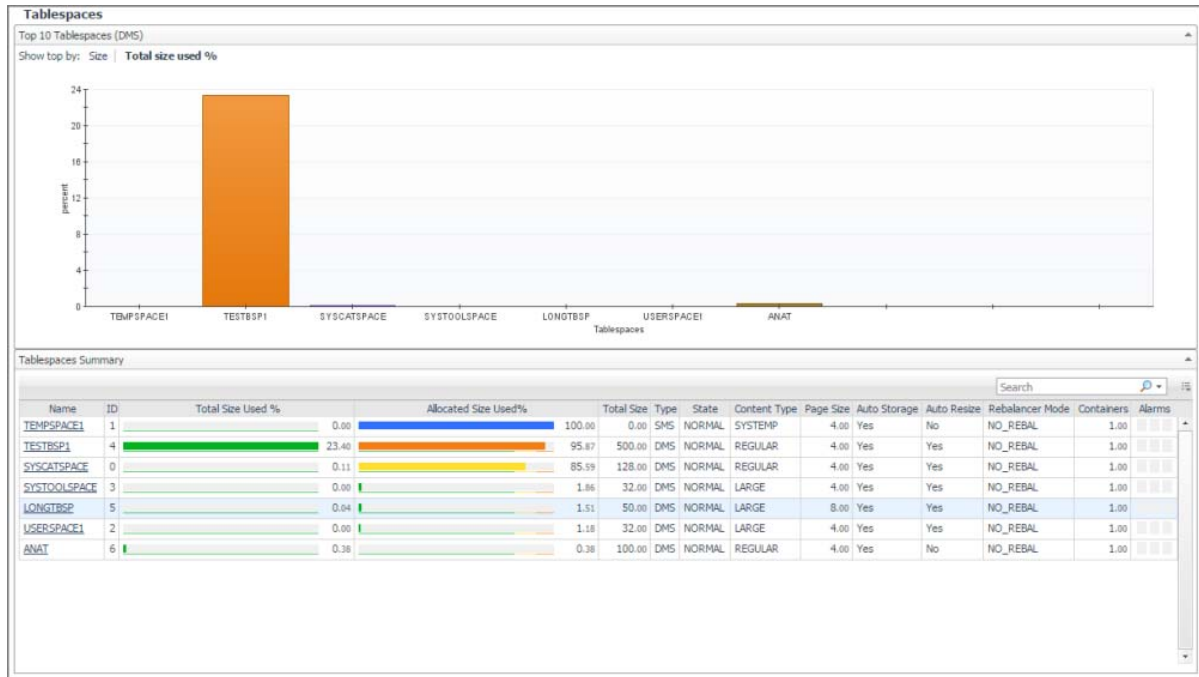 Tablespaces
Top 10 Tablespaces (DMS)
Show top by: Size | Total size used %
24
20
16
12
8
4
0
percent
TEMPSPACE1 TESTBSP1 SYSCATSPACE SYSTOOLSPACE LONGTBSP USERSPACE1 ANAT
Tablespaces
Tablespaces Summary
Search
Name ID Total Size Used % Allocated Size Used% Total Size Type State Content Type Page Size Auto Storage Auto Resize Rebalancer Mode Containers Alarms
TEMPSPACE1 1 0.00 100.00 0.00 SMS NORMAL SYSTEMP 4.00 Yes No NO_REBAL 1.00
TESTBSP1 4 23.40 95.87 500.00 DMS NORMAL REGULAR 4.00 Yes Yes NO_REBAL 1.00
SYSCATSPACE 0 0.11 85.59 128.00 DMS NORMAL REGULAR 4.00 Yes Yes NO_REBAL 1.00
SYSTOOLSPACE 3 0.00 1.86 32.00 DMS NORMAL LARGE 4.00 Yes Yes NO_REBAL 1.00
LONGTBSP 5 0.04 1.51 50.00 DMS NORMAL LARGE 8.00 Yes Yes NO_REBAL 1.00
USERSPACE1 2 0.00 1.18 32.00 DMS NORMAL LARGE 4.00 Yes Yes NO_REBAL 1.00
ANAT 6 0.38 0.38 100.00 DMS NORMAL REGULAR 4.00 Yes No NO_REBAL 1.00